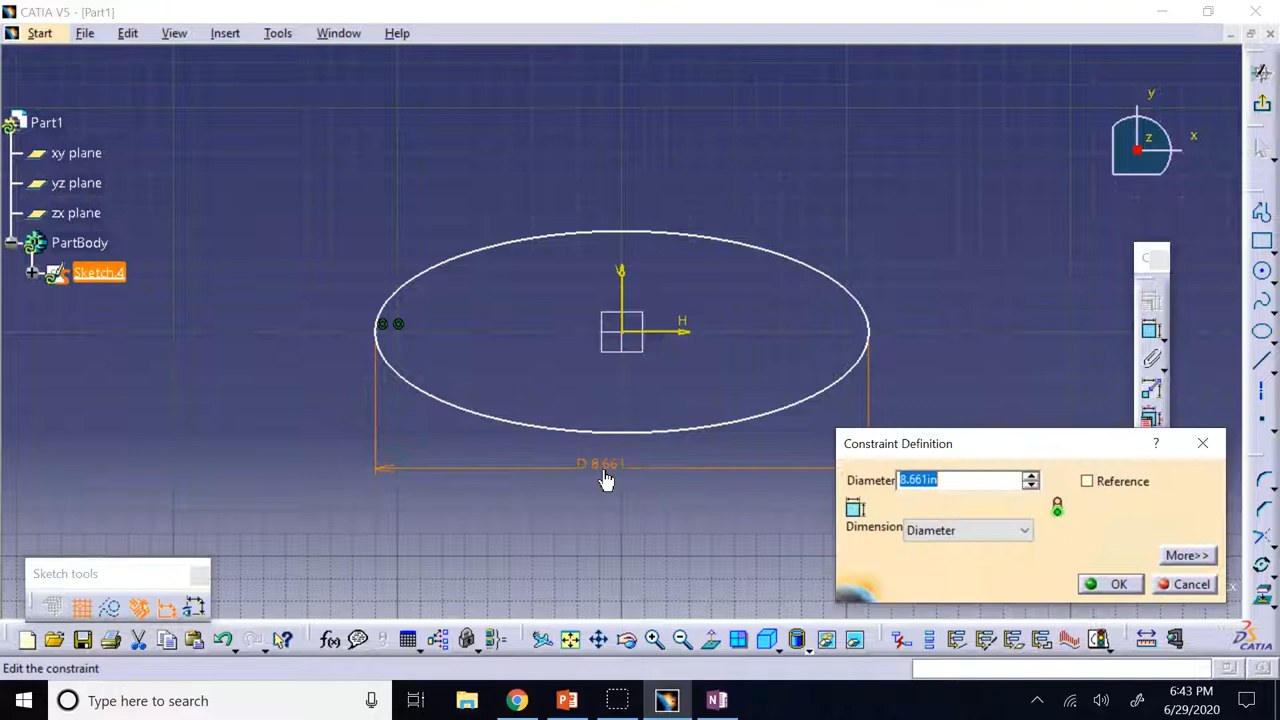 CATIA V5 - [Part1]
Start File Edit View Insert Tools Window Help
y
x
z
Part1
xy plane
yz plane
zx plane
PartBody
Sketch.4
V
H
D 8.661
Constraint Definition
Diameter 8.661in
Reference
Dimension Diameter
More>>
OK Cancel
Sketch tools
f(x)
CATIA
Edit the constraint
Type here to search
6:43 PM
6/29/2020